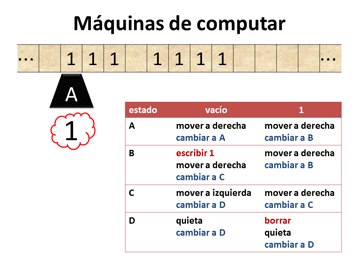 Máquinas de computar
... 1 1 1 1 1 1 1 ...
A
1
estado vacio 1
A mover a derecha mover a derecha
cambiar a A cambiar a B
B escribir 1 mover a derecha
mover a derecha cambiar a B
cambiar a C
C mover a izquierda mover a derecha
cambiar a D cambiar a C
D quieta borrar
cambiar a D quieta
cambiar a D